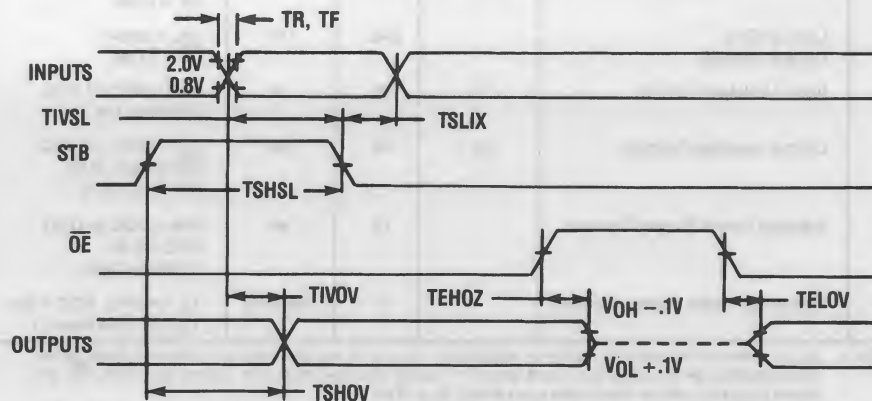 TR, TF
INPUTS
2.0V
0.8V
TIVSL
TSLIX
STB
TSHSL
OE
TIVOV
TEHOZ
VOH −.1V
TELOV
OUTPUTS
VOL +.1V
TSHOV